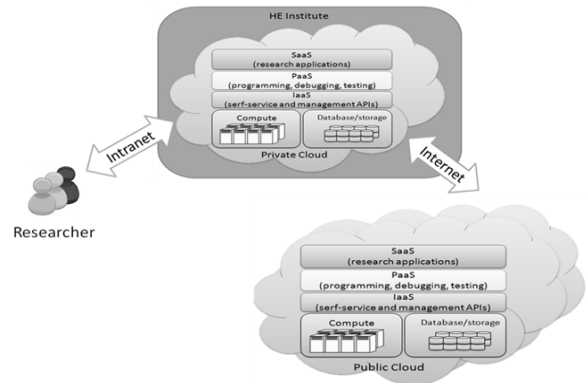 HE Institute
SaaS
(research applications)
PaaS
(programming, debugging, testing)
IaaS
(serf-service and management APIs)
Compute
Database/storage
Private Cloud
Intranet
Internet
Researcher
SaaS
(research applications)
PaaS
(programming, debugging, testing)
IaaS
(serf-service and management APIs)
Compute
Database/storage
Public Cloud